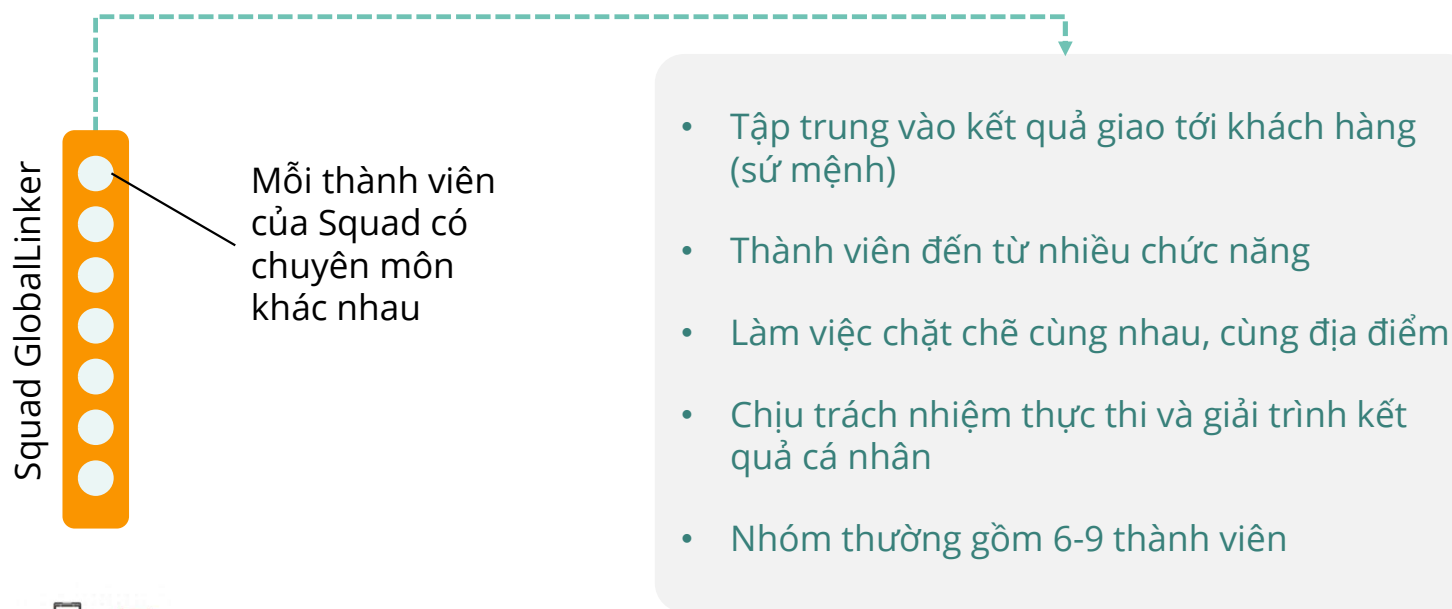 Squad GlobalLinker
Mỗi thành viên
của Squad có
chuyên môn
khác nhau
• Tập trung vào kết quả giao tới khách hàng
(sứ mệnh)
• Thành viên đến từ nhiều chức năng
• Làm việc chặt chẽ cùng nhau, cùng địa điểm
• Chịu trách nhiệm thực thi và giải trình kết
quả cá nhân
• Nhóm thường gồm 6-9 thành viên